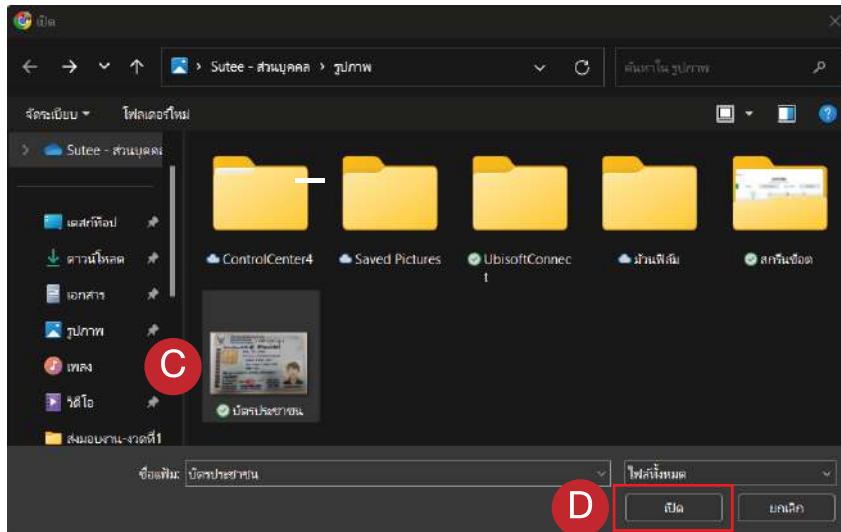 เปิด
Sutee - ส่วนบุคคล › รูปภาพ
ค้นหาใน รูปภาพ
จัดระเบียบ
โฟลเดอร์ใหม่
Sutee - ส่วนบุคคล
เดสก์ท็อป
ดาวน์โหลด
เอกสาร
รูปภาพ
เพลง
วิดีโอ
ส่งมอบงาน-งวดที่1
ControlCenter4
Saved Pictures
UbisoftConnec
t
ม้วนฟิล์ม
สกรีนช็อต
C
บัตรประชาชน
ชื่อแฟ้ม:
บัตรประชาชน
ไฟล์ทั้งหมด
D
เปิด
ยกเลิก